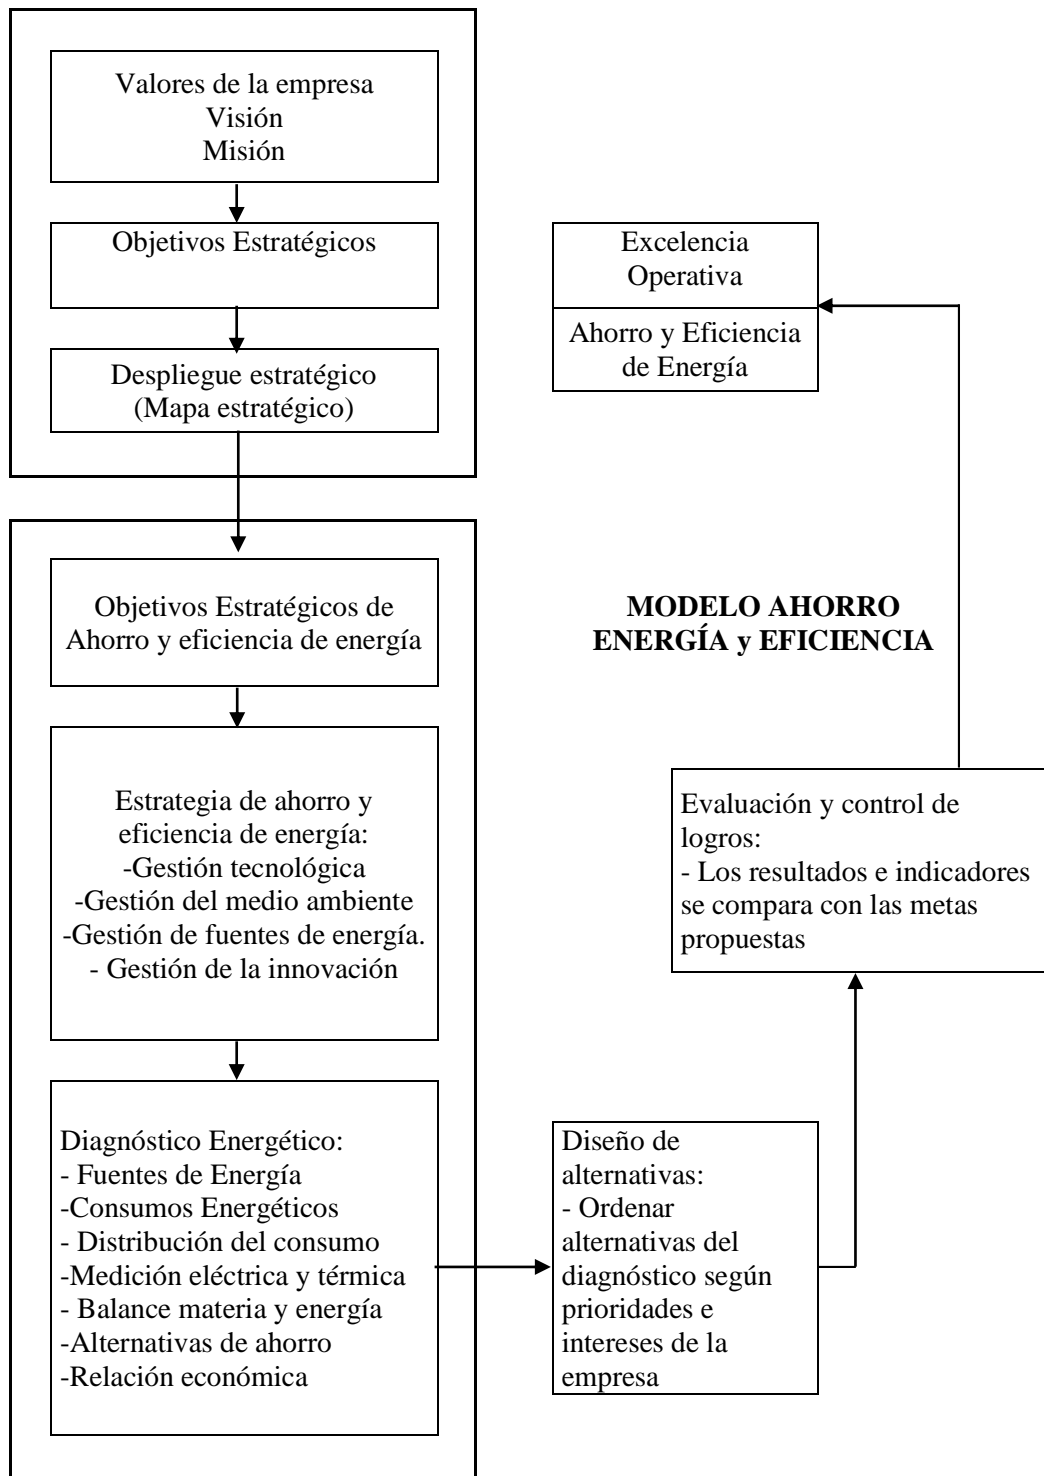 Valores de la empresa
Visión
Misión
Objetivos Estratégicos
Despliegue estratégico
(Mapa estratégico)
Excelencia
Operativa
Ahorro y Eficiencia
de Energía
Objetivos Estratégicos de
Ahorro y eficiencia de energía
MODELO AHORRO
ENERGÍA y EFICIENCIA
Estrategia de ahorro y
eficiencia de energía:
-Gestión tecnológica
-Gestión del medio ambiente
-Gestión de fuentes de energía.
- Gestión de la innovación
Evaluación y control de
logros:
- Los resultados e indicadores
se compara con las metas
propuestas
Diagnóstico Energético:
- Fuentes de Energía
-Consumos Energéticos
- Distribución del consumo
-Medición eléctrica y térmica
- Balance materia y energía
-Alternativas de ahorro
-Relación económica
Diseño de
alternativas:
- Ordenar
alternativas del
diagnóstico según
prioridades e
intereses de la
empresa